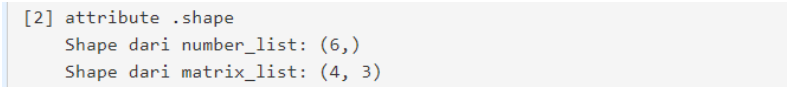 [2] attribute .shape
Shape dari number_list: (6,)
Shape dari matrix_list: (4, 3)